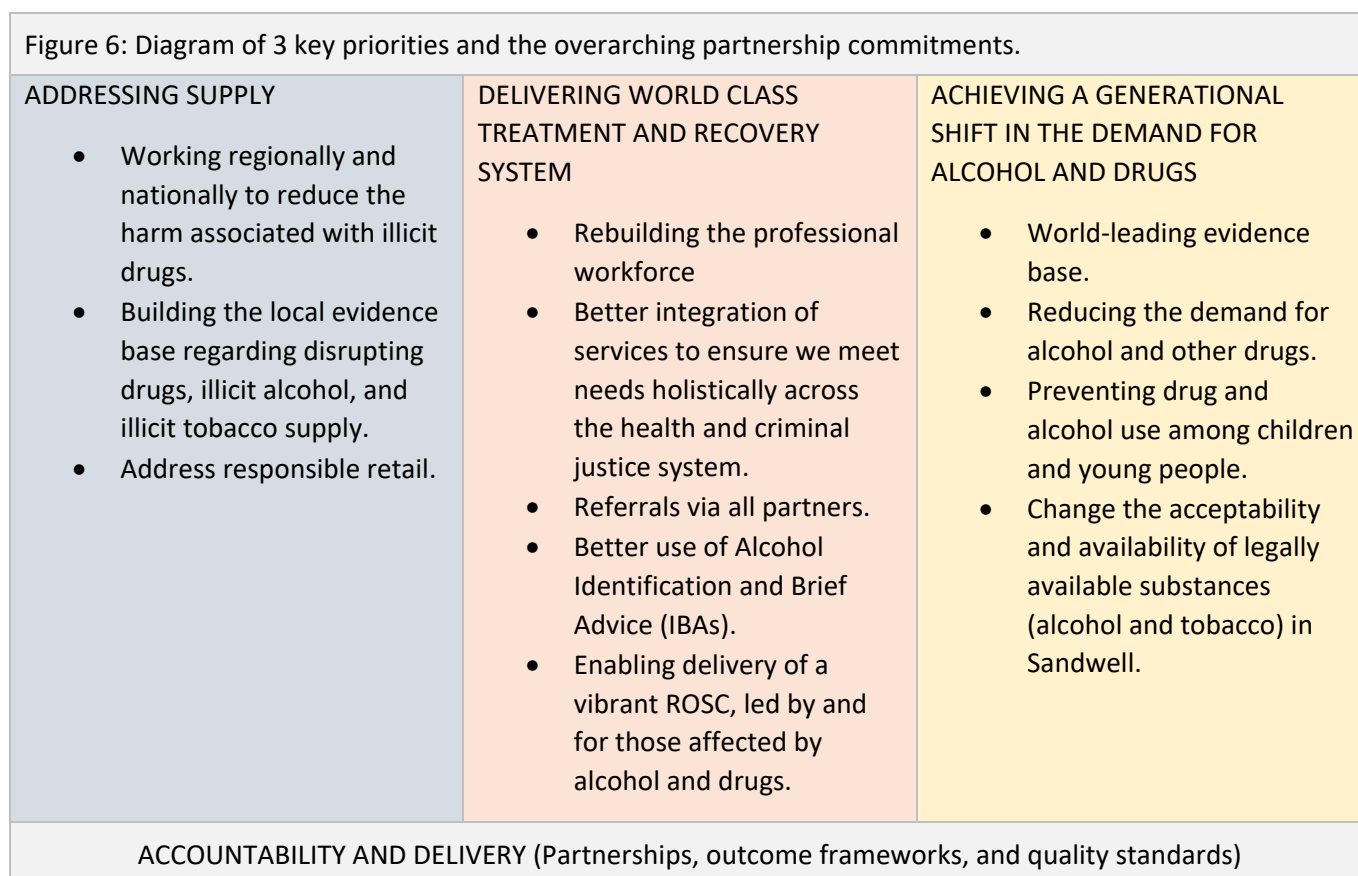 Figure 6: Diagram of 3 key priorities and the overarching partnership commitments.
ADDRESSING SUPPLY
• Working regionally and
nationally to reduce the
harm associated with illicit
drugs.
• Building the local evidence
base regarding disrupting
drugs, illicit alcohol, and
illicit tobacco supply.
• Address responsible retail.
DELIVERING WORLD CLASS
TREATMENT AND RECOVERY
SYSTEM
• Rebuilding the professional
workforce
• Better integration of
services to ensure we meet
needs holistically across
the health and criminal
justice system.
• Referrals via all partners.
• Better use of Alcohol
Identification and Brief
Advice (IBAs).
• Enabling delivery of a
vibrant ROSC, led by and
for those affected by
alcohol and drugs.
ACHIEVING A GENERATIONAL
SHIFT IN THE DEMAND FOR
ALCOHOL AND DRUGS
• World-leading evidence
base.
• Reducing the demand for
alcohol and other drugs.
• Preventing drug and
alcohol use among children
and young people.
• Change the acceptability
and availability of legally
available substances
(alcohol and tobacco) in
Sandwell.
ACCOUNTABILITY AND DELIVERY (Partnerships, outcome frameworks, and quality standards)